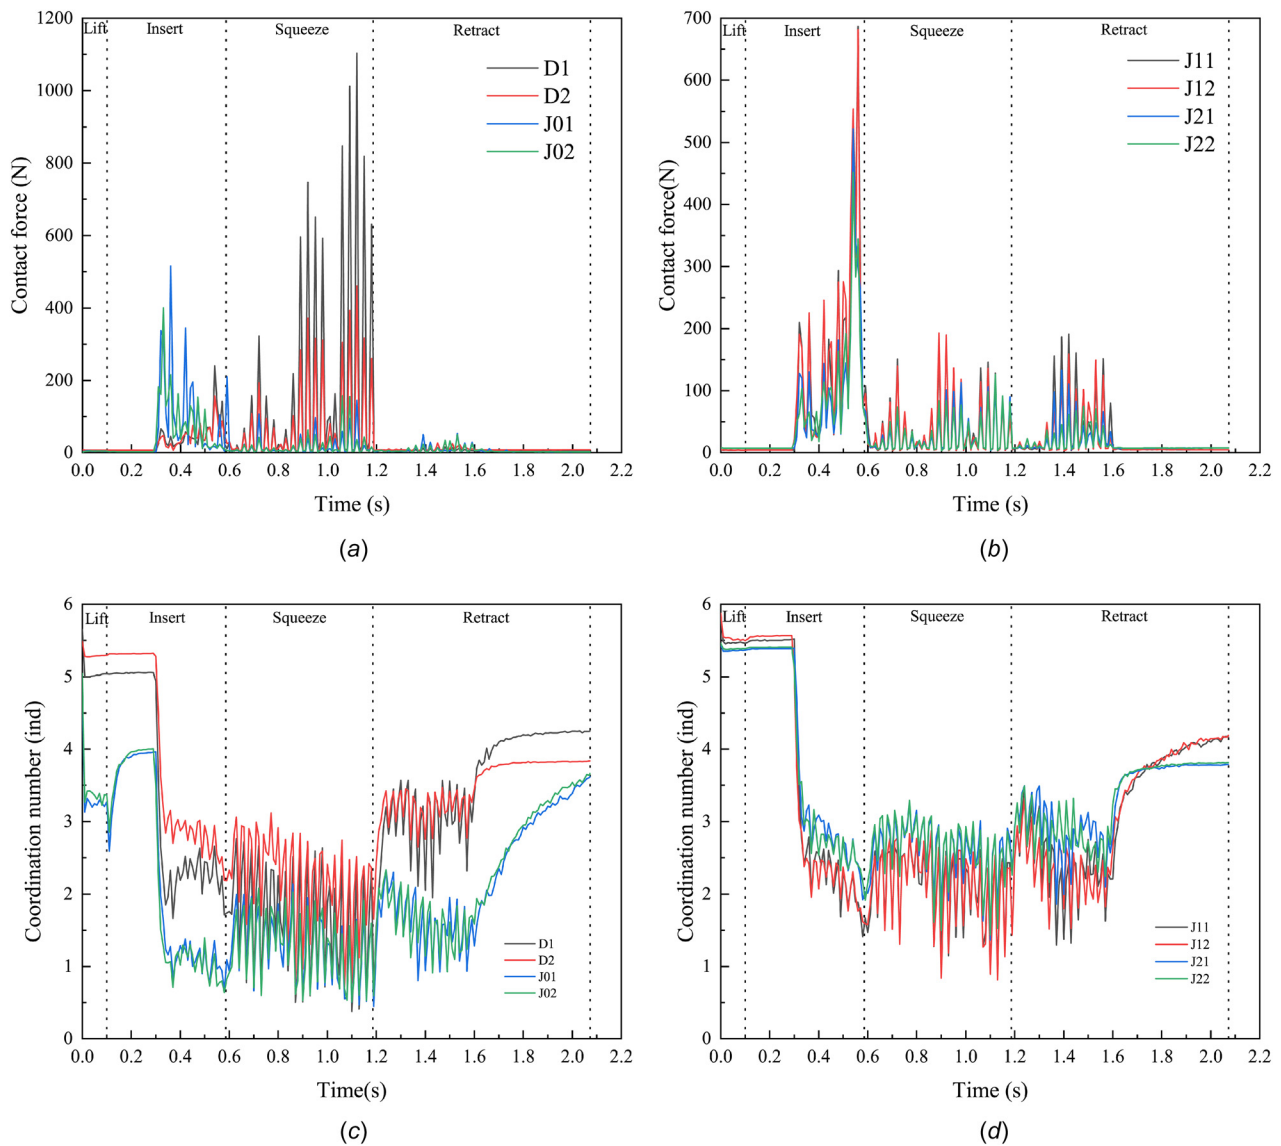 Lift Insert Squeeze Retract
D1
D2
J01
J02
Contact force (N)
1200
1000
800
600
400
200
0
0.0 0.2 0.4 0.6 0.8 1.0 1.2 1.4 1.6 1.8 2.0 2.2
Time (s)
(a)
Lift Insert Squeeze Retract
J11
J12
J21
J22
Contact force(N)
700
600
500
400
300
200
100
0
0.0 0.2 0.4 0.6 0.8 1.0 1.2 1.4 1.6 1.8 2.0 2.2
Time (s)
(b)
Lift Insert Squeeze Retract
D1
D2
J01
J02
Coordination number (ind)
6
5
4
3
2
1
0
0.0 0.2 0.4 0.6 0.8 1.0 1.2 1.4 1.6 1.8 2.0 2.2
Time(s)
(c)
Lift Insert Squeeze Retract
J11
J12
J21
J22
Coordination number (ind)
6
5
4
3
2
1
0
0.0 0.2 0.4 0.6 0.8 1.0 1.2 1.4 1.6 1.8 2.0 2.2
Time (s)
(d)